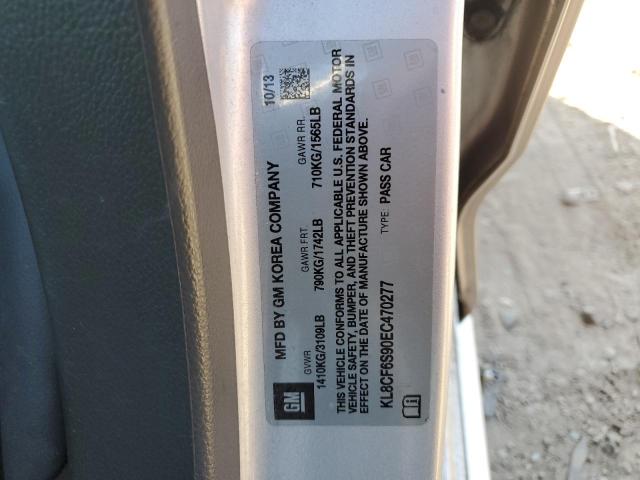 MFD BY GM KOREA COMPANY 10/13
GVWR GAWR FRT GAWR RR.
1410KG/3109LB 790KG/1742LB 710KG/1565LB
THIS VEHICLE CONFORMS TO ALL APPLICABLE U.S. FEDERAL MOTOR
VEHICLE SAFETY, BUMPER, AND THEFT PREVENTION STANDARDS IN
EFFECT ON THE DATE OF MANUFACTURE SHOWN ABOVE.
KL8CF6S90EC470277 TYPE: PASS CAR
GM